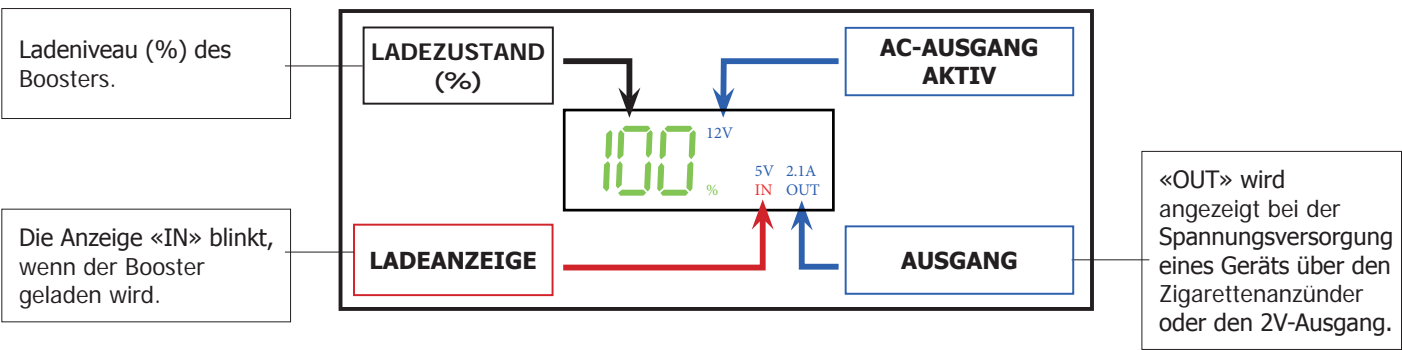 Ladeniveau (%) des
Boosters.
LADEZUSTAND
(%)
AC-AUSGANG
AKTIV
100
%
12V
5V 2.1A
IN OUT
Die Anzeige «IN» blinkt,
wenn der Booster
geladen wird.
LADEANZEIGE
AUSGANG
«OUT» wird
angezeigt bei der
Spannungsversorgung
eines Geräts über den
Zigarettenanzünder
oder den 2V-Ausgang.